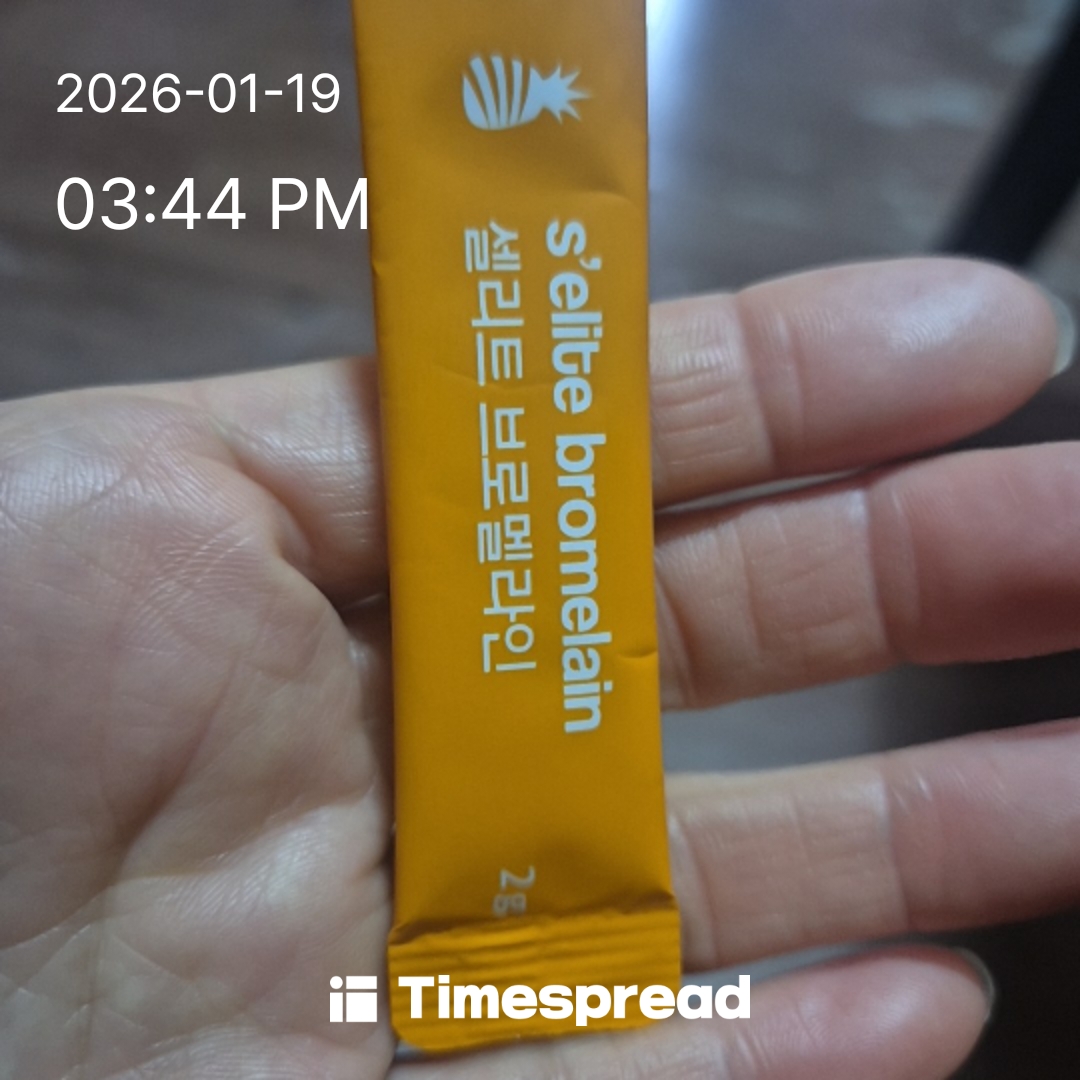 2026-01-19
03:44 PM
s'elite bromelain
셀리트 브로멜라인
2g
Timespread